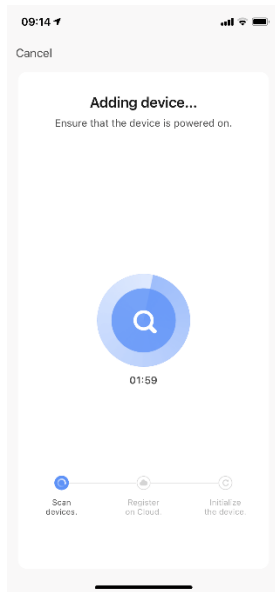 09:14
Cancel
Adding device...
Ensure that the device is powered on.
01:59
Scan
devices.
Register
on Cloud.
Initialize
the device.